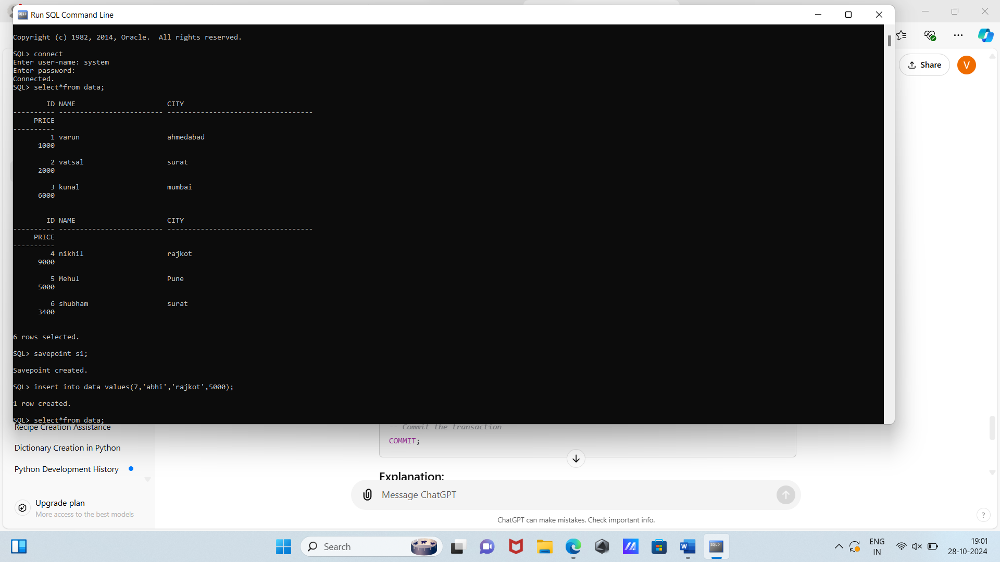 Run SQL Command Line
Copyright (c) 1982, 2014, Oracle.  All rights reserved.
SQL> connect
Enter user-name: system
Enter password:
Connected.
SQL> select*from data;
ID NAME CITY
---------- ------------------------- -----------------------------------
PRICE
----------
1 varun ahmedabad
1000
2 vatsal surat
2000
3 kunal mumbai
6000
ID NAME CITY
---------- ------------------------- -----------------------------------
PRICE
----------
4 nikhil rajkot
9000
5 Mehul Pune
5000
6 shubham surat
3400
6 rows selected.
SQL> savepoint s1;
Savepoint created.
SQL> insert into data values(7,'abhi','rajkot',5000);
1 row created.
SQL> select*from data;
Share
V
Recipe Creation Assistance
Dictionary Creation in Python
Python Development History
Upgrade plan
More access to the best models
-- Commit the transaction
COMMIT;
Explanation:
Message ChatGPT
ChatGPT can make mistakes. Check important info.
?
Search
ENG
IN
19:01
28-10-2024